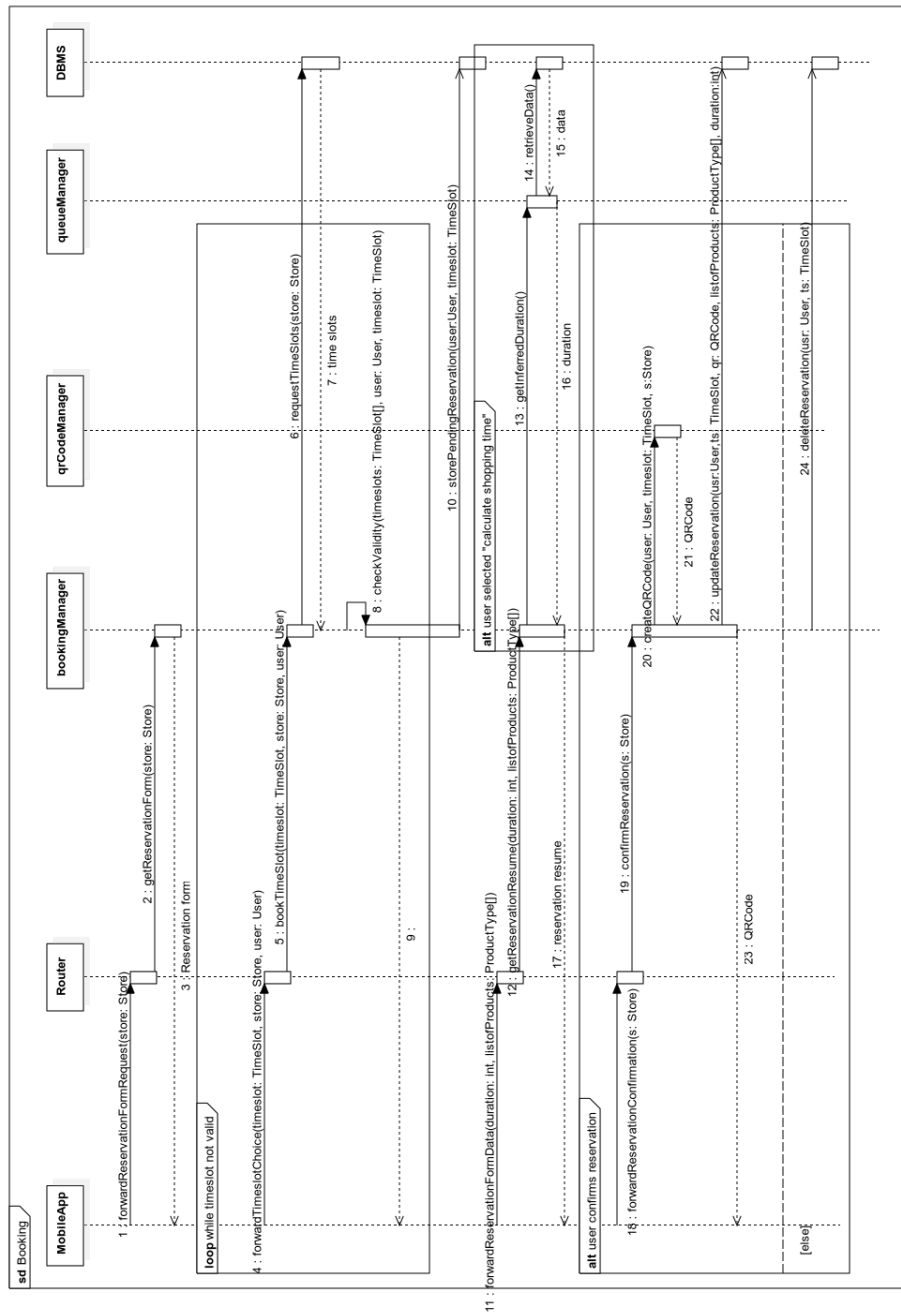 sd Booking
MobileApp
Router
bookingManager
qrCodeManager
queueManager
DBMS
1 : forwardReservationFormRequest(store: Store)
2 : getReservationForm(store: Store)
3 : Reservation form
loop while timeslot not valid
4 : forwardTimeslotChoice(timeslot: TimeSlot, store: Store, user: User)
5 : bookTimeSlot(timeslot: TimeSlot, store: Store, user: User)
6 : requestTimeSlots(store: Store)
7 : time slots
8 : checkValidity(timeslots: TimeSlot[], user: User, timeslot: TimeSlot)
9 :
10 : storePendingReservation(user:User, timeslot: TimeSlot)
11 : forwardReservationFormData(duration: int, listofProducts: ProductType[])
12 : getReservationResume(duration: int, listofProducts: ProductType[])
alt user selected "calculate shopping time"
13 : getInferredDuration()
14 : retrieveData()
15 : data
16 : duration
17 : reservation resume
alt user confirms reservation
18 : forwardReservationConfirmation(s: Store)
19 : confirmReservation(s: Store)
20 : createQRCode(user: User, timeslot: TimeSlot, s:Store)
21 : QRCode
22 : updateReservation(usr:User,ts: TimeSlot, qr: QRCode, listofProducts: ProductType[], duration:int)
23 : QRCode
[else]
24 : deleteReservation(usr: User, ts: TimeSlot)